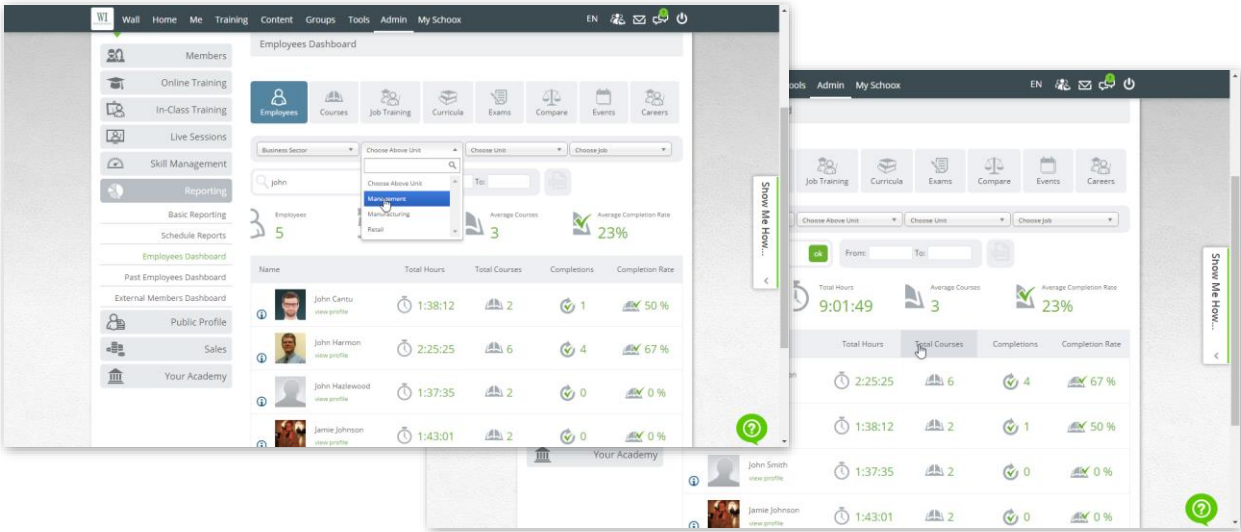 WI Wall Home Me Training Content Groups Tools Admin My Schoox EN
Members
Online Training
In-Class Training
Live Sessions
Skill Management
Reporting
Basic Reporting
Schedule Reports
Employees Dashboard
Past Employees Dashboard
External Members Dashboard
Public Profile
Sales
Your Academy
Employees Dashboard
Employees Courses Job Training Curricula Exams Compare Events Careers
Business Sector Choose Above Unit Choose Unit Choose Job
john To:
Choose Above Unit
Management
Manufacturing
Retail
Employees Average Courses Average Completion Rate
5 3 23%
Name Total Hours Total Courses Completions Completion Rate
John Cantu
view profile
1:38:12 2 1 50 %
John Harmon
view profile
2:25:25 6 4 67 %
John Hazlewood
view profile
1:37:35 2 0 0 %
Jamie Johnson
view profile
1:43:01 2 0 0 %
Show Me How...
Admin My Schoox EN
Job Training Curricula Exams Compare Events Careers
Choose Above Unit Choose Unit Choose Job
ok From: To:
Total Hours Average Courses Average Completion Rate
9:01:49 3 23%
Total Hours Total Courses Completions Completion Rate
2:25:25 6 4 67 %
1:38:12 2 1 50 %
Your Academy
John Smith
view profile
1:37:35 2 0 0 %
Jamie Johnson
view profile
1:43:01 2 0 0 %
Show Me How...